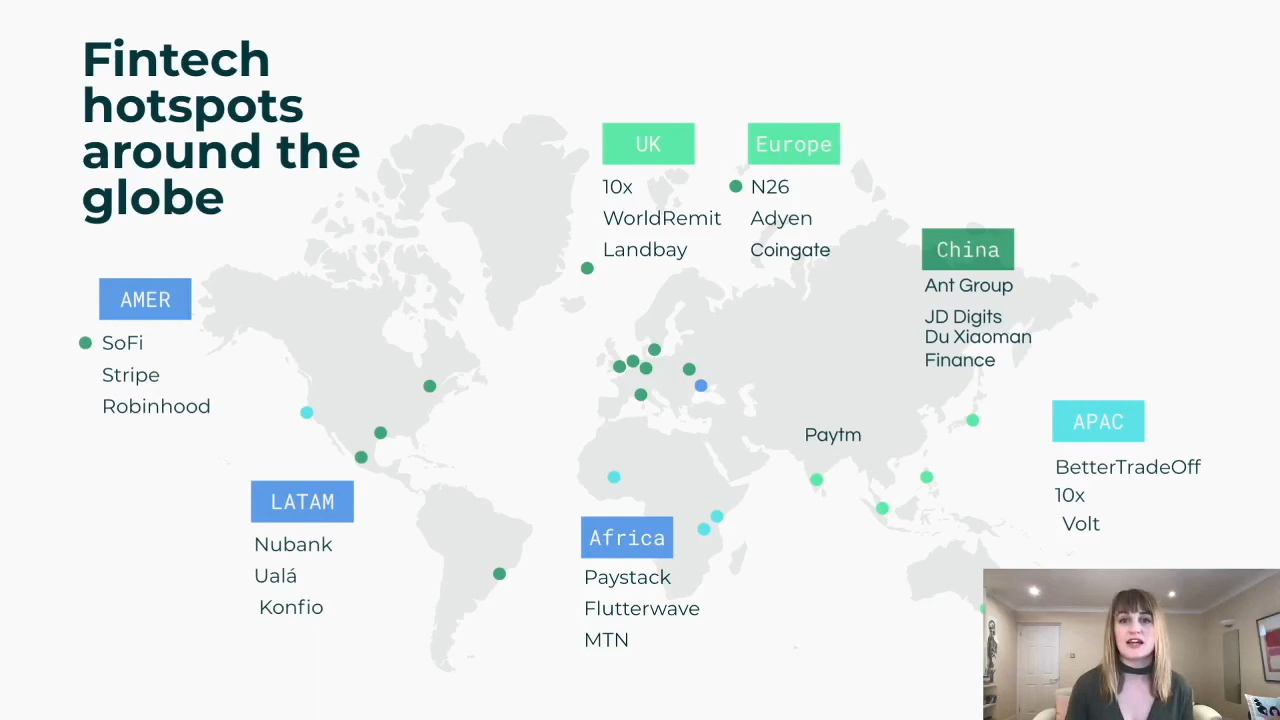 Fintech
hotspots
around the
globe
UK
10x
WorldRemit
Landbay
Europe
N26
Adyen
Coingate
China
Ant Group
JD Digits
Du Xiaoman
Finance
AMER
SoFi
Stripe
Robinhood
Paytm
APAC
BetterTradeOff
10x
Volt
LATAM
Nubank
Ualá
Konfio
Africa
Paystack
Flutterwave
MTN